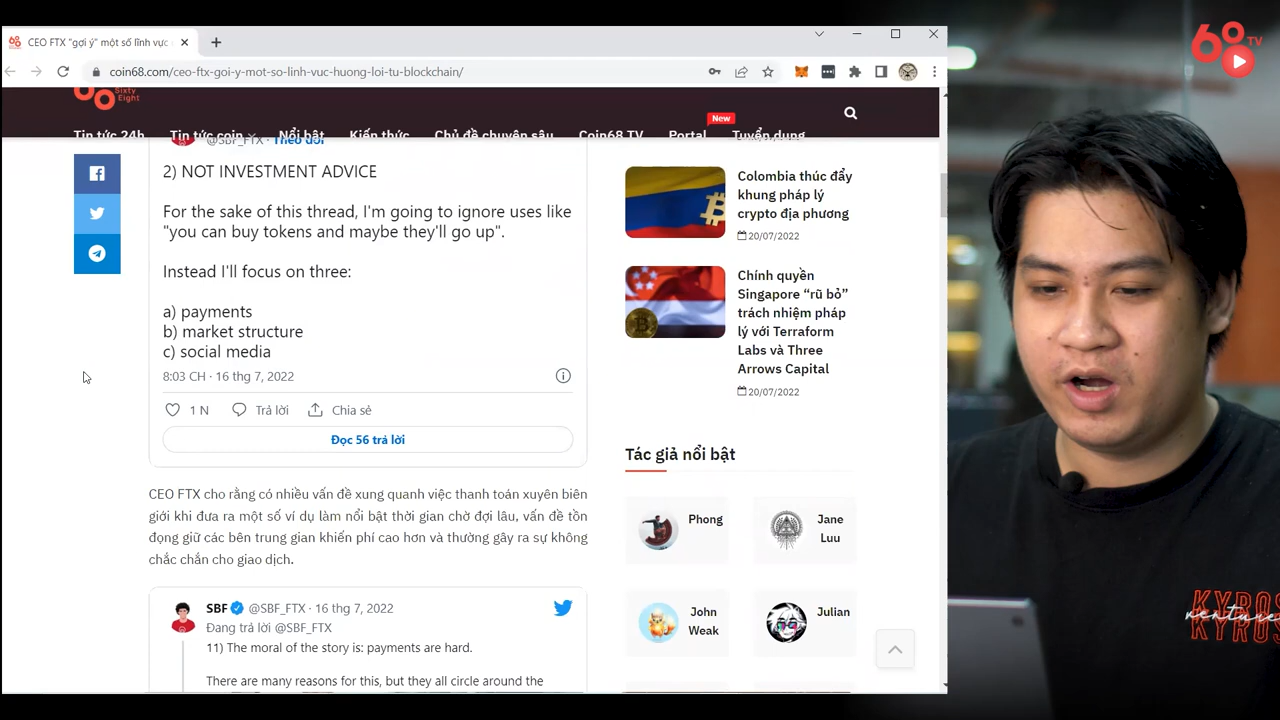 CEO FTX "gợi ý" một số lĩnh vực
coin68.com/ceo-ftx-goi-y-mot-so-linh-vuc-huong-loi-tu-blockchain/
Sixty
Eight
New
Tin tức 24h Tin tức coin Nổi bật Kiến thức Chủ đề chuyên sâu Coin68 TV Portal Tuyển dụng
@SBF_FTX · Theo dõi
2) NOT INVESTMENT ADVICE
For the sake of this thread, I'm going to ignore uses like
"you can buy tokens and maybe they'll go up".
Instead I'll focus on three:
a) payments
b) market structure
c) social media
8:03 CH · 16 thg 7, 2022
1 N Trả lời Chia sẻ
Đọc 56 trả lời
CEO FTX cho rằng có nhiều vấn đề xung quanh việc thanh toán xuyên biên
giới khi đưa ra một số ví dụ làm nổi bật thời gian chờ đợi lâu, vấn đề tồn
đọng giữ các bên trung gian khiến phí cao hơn và thường gây ra sự không
chắc chắn cho giao dịch.
SBF @SBF_FTX · 16 thg 7, 2022
Đang trả lời @SBF_FTX
11) The moral of the story is: payments are hard.
There are many reasons for this, but they all circle around the
Colombia thúc đẩy
khung pháp lý
crypto địa phương
20/07/2022
Chính quyền
Singapore “rũ bỏ”
trách nhiệm pháp
lý với Terraform
Labs và Three
Arrows Capital
20/07/2022
Tác giả nổi bật
Phong
Jane
Luu
John
Weak
Julian
68
TV
KYROS
venture
KYROS